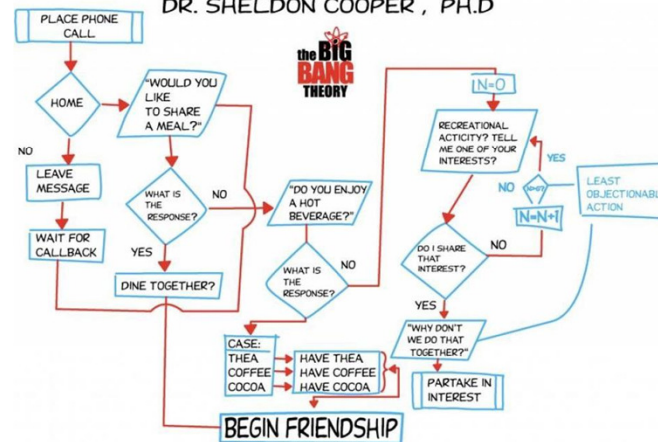 DR. SHELDON COOPER, PH.D
PLACE PHONE
CALL
the BiG
BANG
THEORY
HOME
"WOULD YOU
LIKE
TO SHARE
A MEAL?"
NO
LEAVE
MESSAGE
WAIT FOR
CALLBACK
WHAT IS
THE
RESPONSE?
NO
YES
DINE TOGETHER?
"DO YOU ENJOY
A HOT
BEVERAGE?"
WHAT IS
THE
RESPONSE?
NO
CASE:
THEA
COFFEE
COCOA
HAVE THEA
HAVE COFFEE
HAVE COCOA
BEGIN FRIENDSHIP
N=0
RECREATIONAL
ACTICITY? TELL
ME ONE OF YOUR
INTERESTS?
YES
NO
N=N+1
LEAST
OBJECTIONABL
ACTION
DO I SHARE
THAT
INTEREST?
NO
YES
"WHY DON'T
WE DO THAT
TOGETHER?"
PARTAKE IN
INTEREST